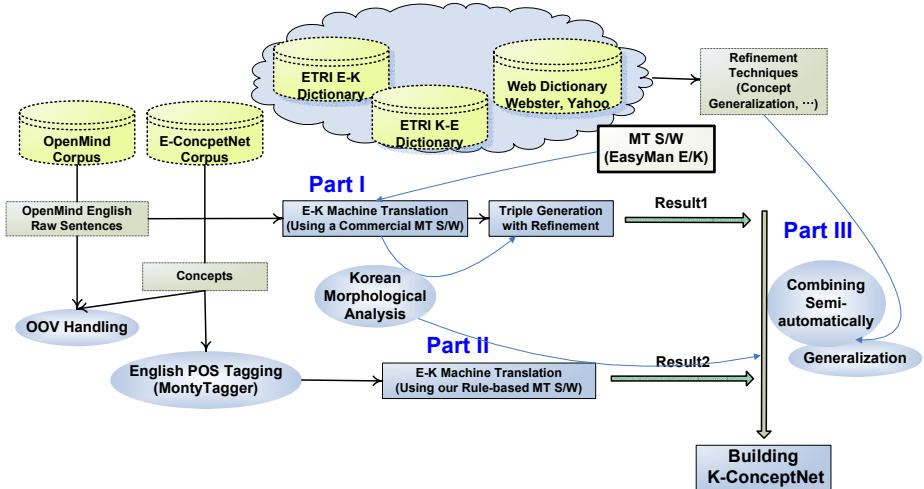 ETRI E-K
Dictionary
Web Dictionary
Webster, Yahoo
ETRI K-E
Dictionary
Refinement
Techniques
(Concept
Generalization, ···)
OpenMind
Corpus
E-ConcpetNet
Corpus
MT S/W
(EasyMan E/K)
Part I
OpenMind English
Raw Sentences
E-K Machine Translation
(Using a Commercial MT S/W)
Triple Generation
with Refinement
Result1
Part III
Concepts
Korean
Morphological
Analysis
Combining
Semi-
automatically
OOV Handling
Generalization
Part II
English POS Tagging
(MontyTagger)
E-K Machine Translation
(Using our Rule-based MT S/W)
Result2
Building
K-ConceptNet